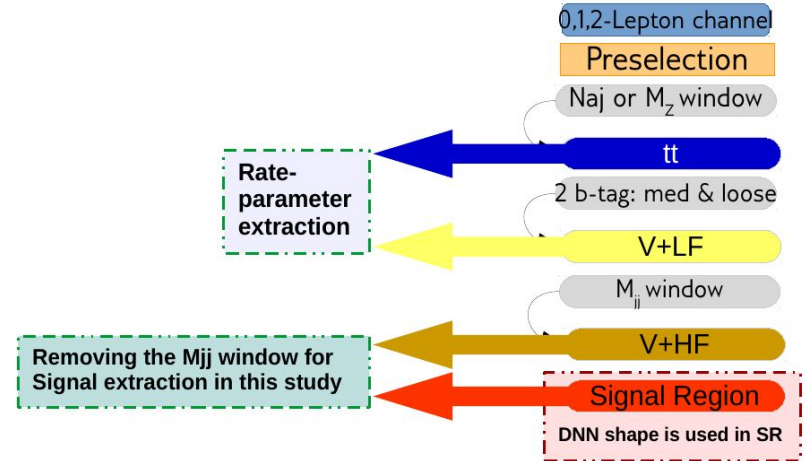 0,1,2-Lepton channel
Preselection
Naj or M_Z window
tt
Rate-
parameter
extraction
2 b-tag: med & loose
V+LF
M_jj window
V+HF
Removing the Mjj window for
Signal extraction in this study
Signal Region
DNN shape is used in SR